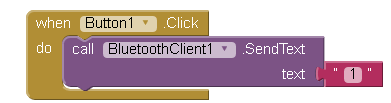 when Button1 .Click
do call BluetoothClient1 .SendText
text " 1 "